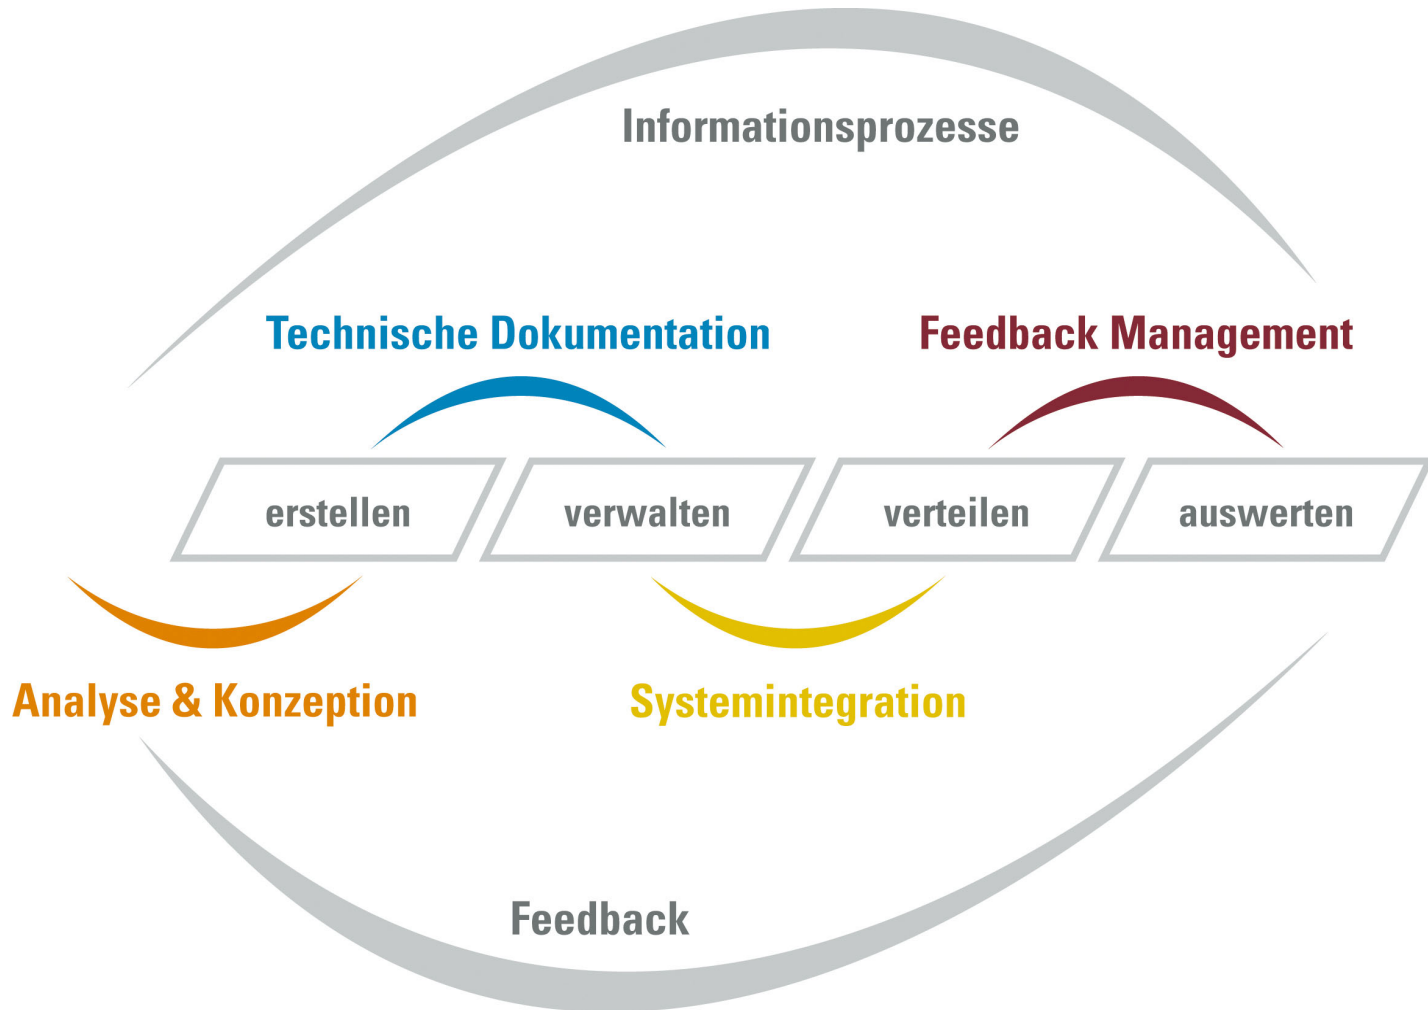 Informationsprozesse
Technische Dokumentation
Feedback Management
erstellen
verwalten
verteilen
auswerten
Analyse & Konzeption
Systemintegration
Feedback